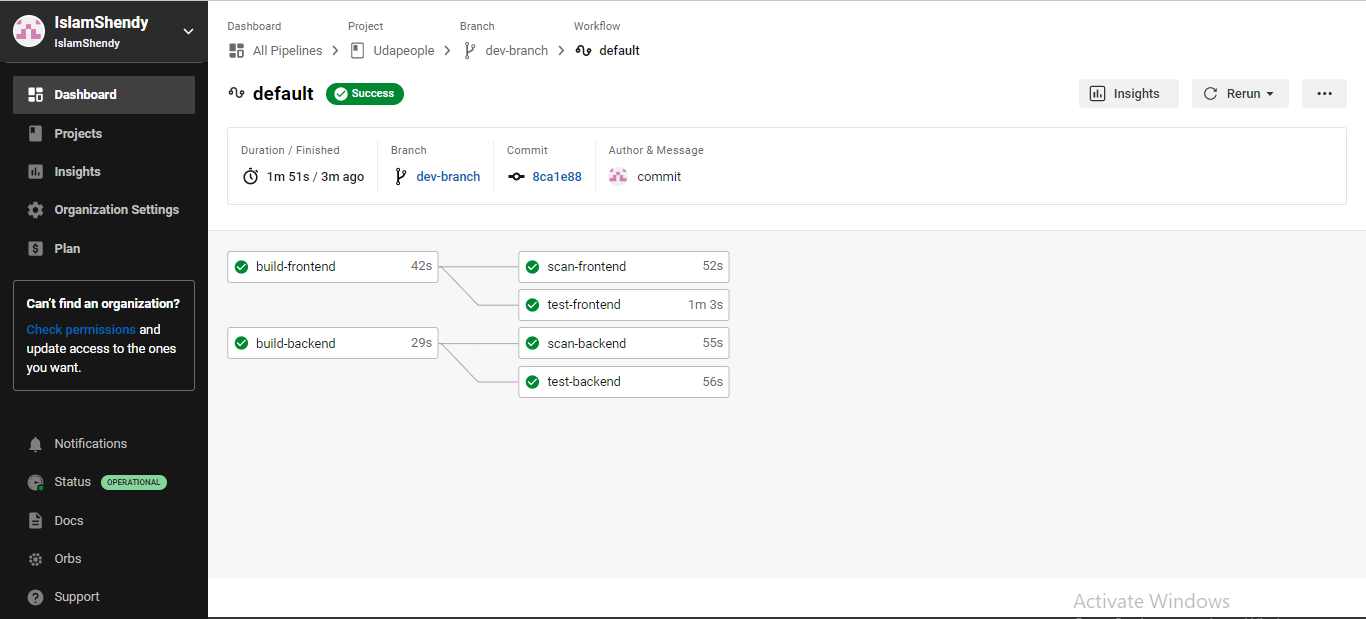 IslamShendy
IslamShendy
Dashboard
Projects
Insights
Organization Settings
Plan
Can't find an organization?
Check permissions and
update access to the ones
you want.
Notifications
Status OPERATIONAL
Docs
Orbs
Support
Dashboard Project Branch Workflow
All Pipelines Udapeople dev-branch default
default Success
Insights Rerun
Duration / Finished Branch Commit Author & Message
1m 51s / 3m ago dev-branch 8ca1e88 commit
build-frontend 42s scan-frontend 52s
test-frontend 1m 3s
build-backend 29s scan-backend 55s
test-backend 56s
Activate Windows